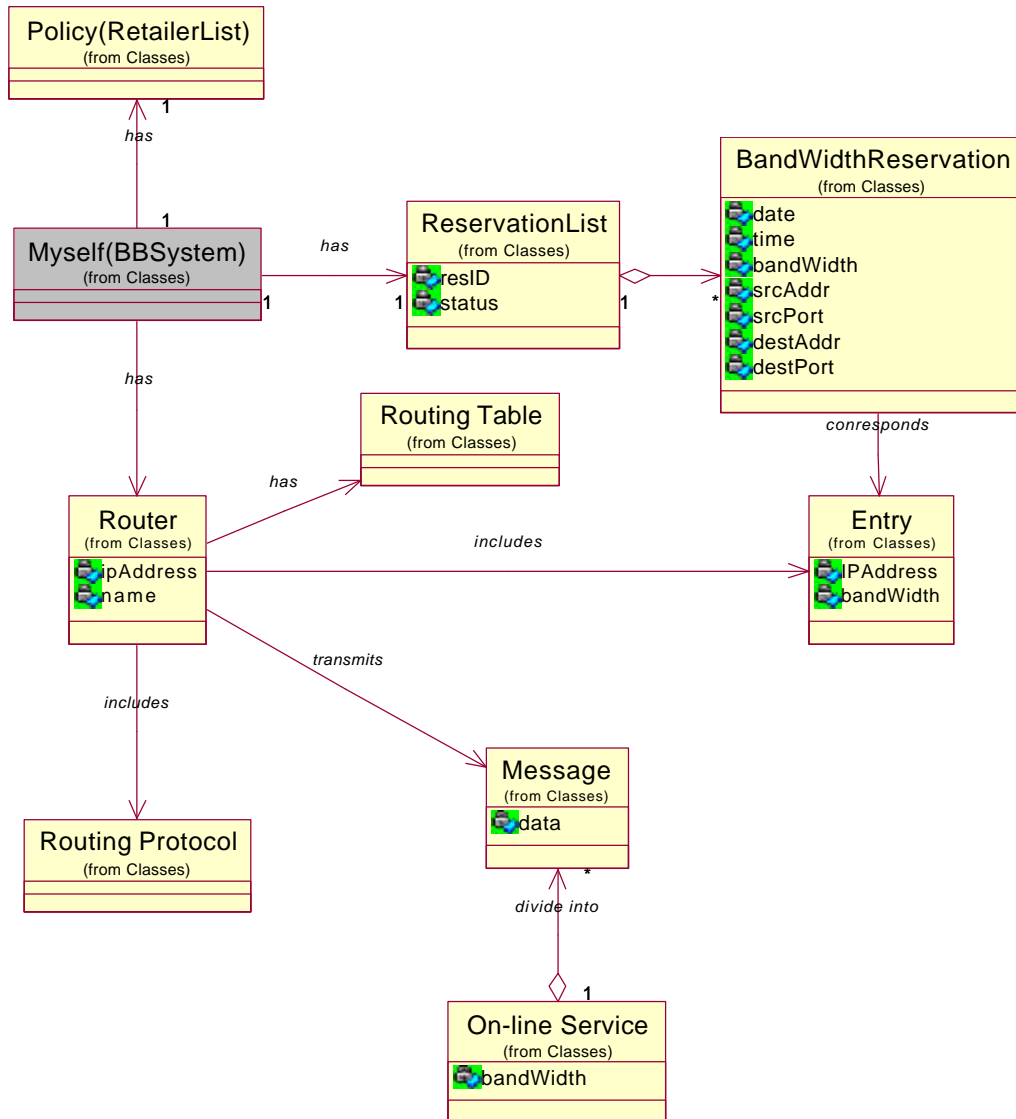 Policy(RetailerList)
(from Classes)
1
has
1
Myself(BBSystem)
(from Classes)
1
has
1
ReservationList
(from Classes)
resID
status
1
*
BandWidthReservation
(from Classes)
date
time
bandWidth
srcAddr
srcPort
destAddr
destPort
has
conresponds
Routing Table
(from Classes)
has
Router
(from Classes)
ipAddress
name
includes
Entry
(from Classes)
IPAddress
bandWidth
transmits
includes
Message
(from Classes)
data
*
Routing Protocol
(from Classes)
divide into
1
On-line Service
(from Classes)
bandWidth